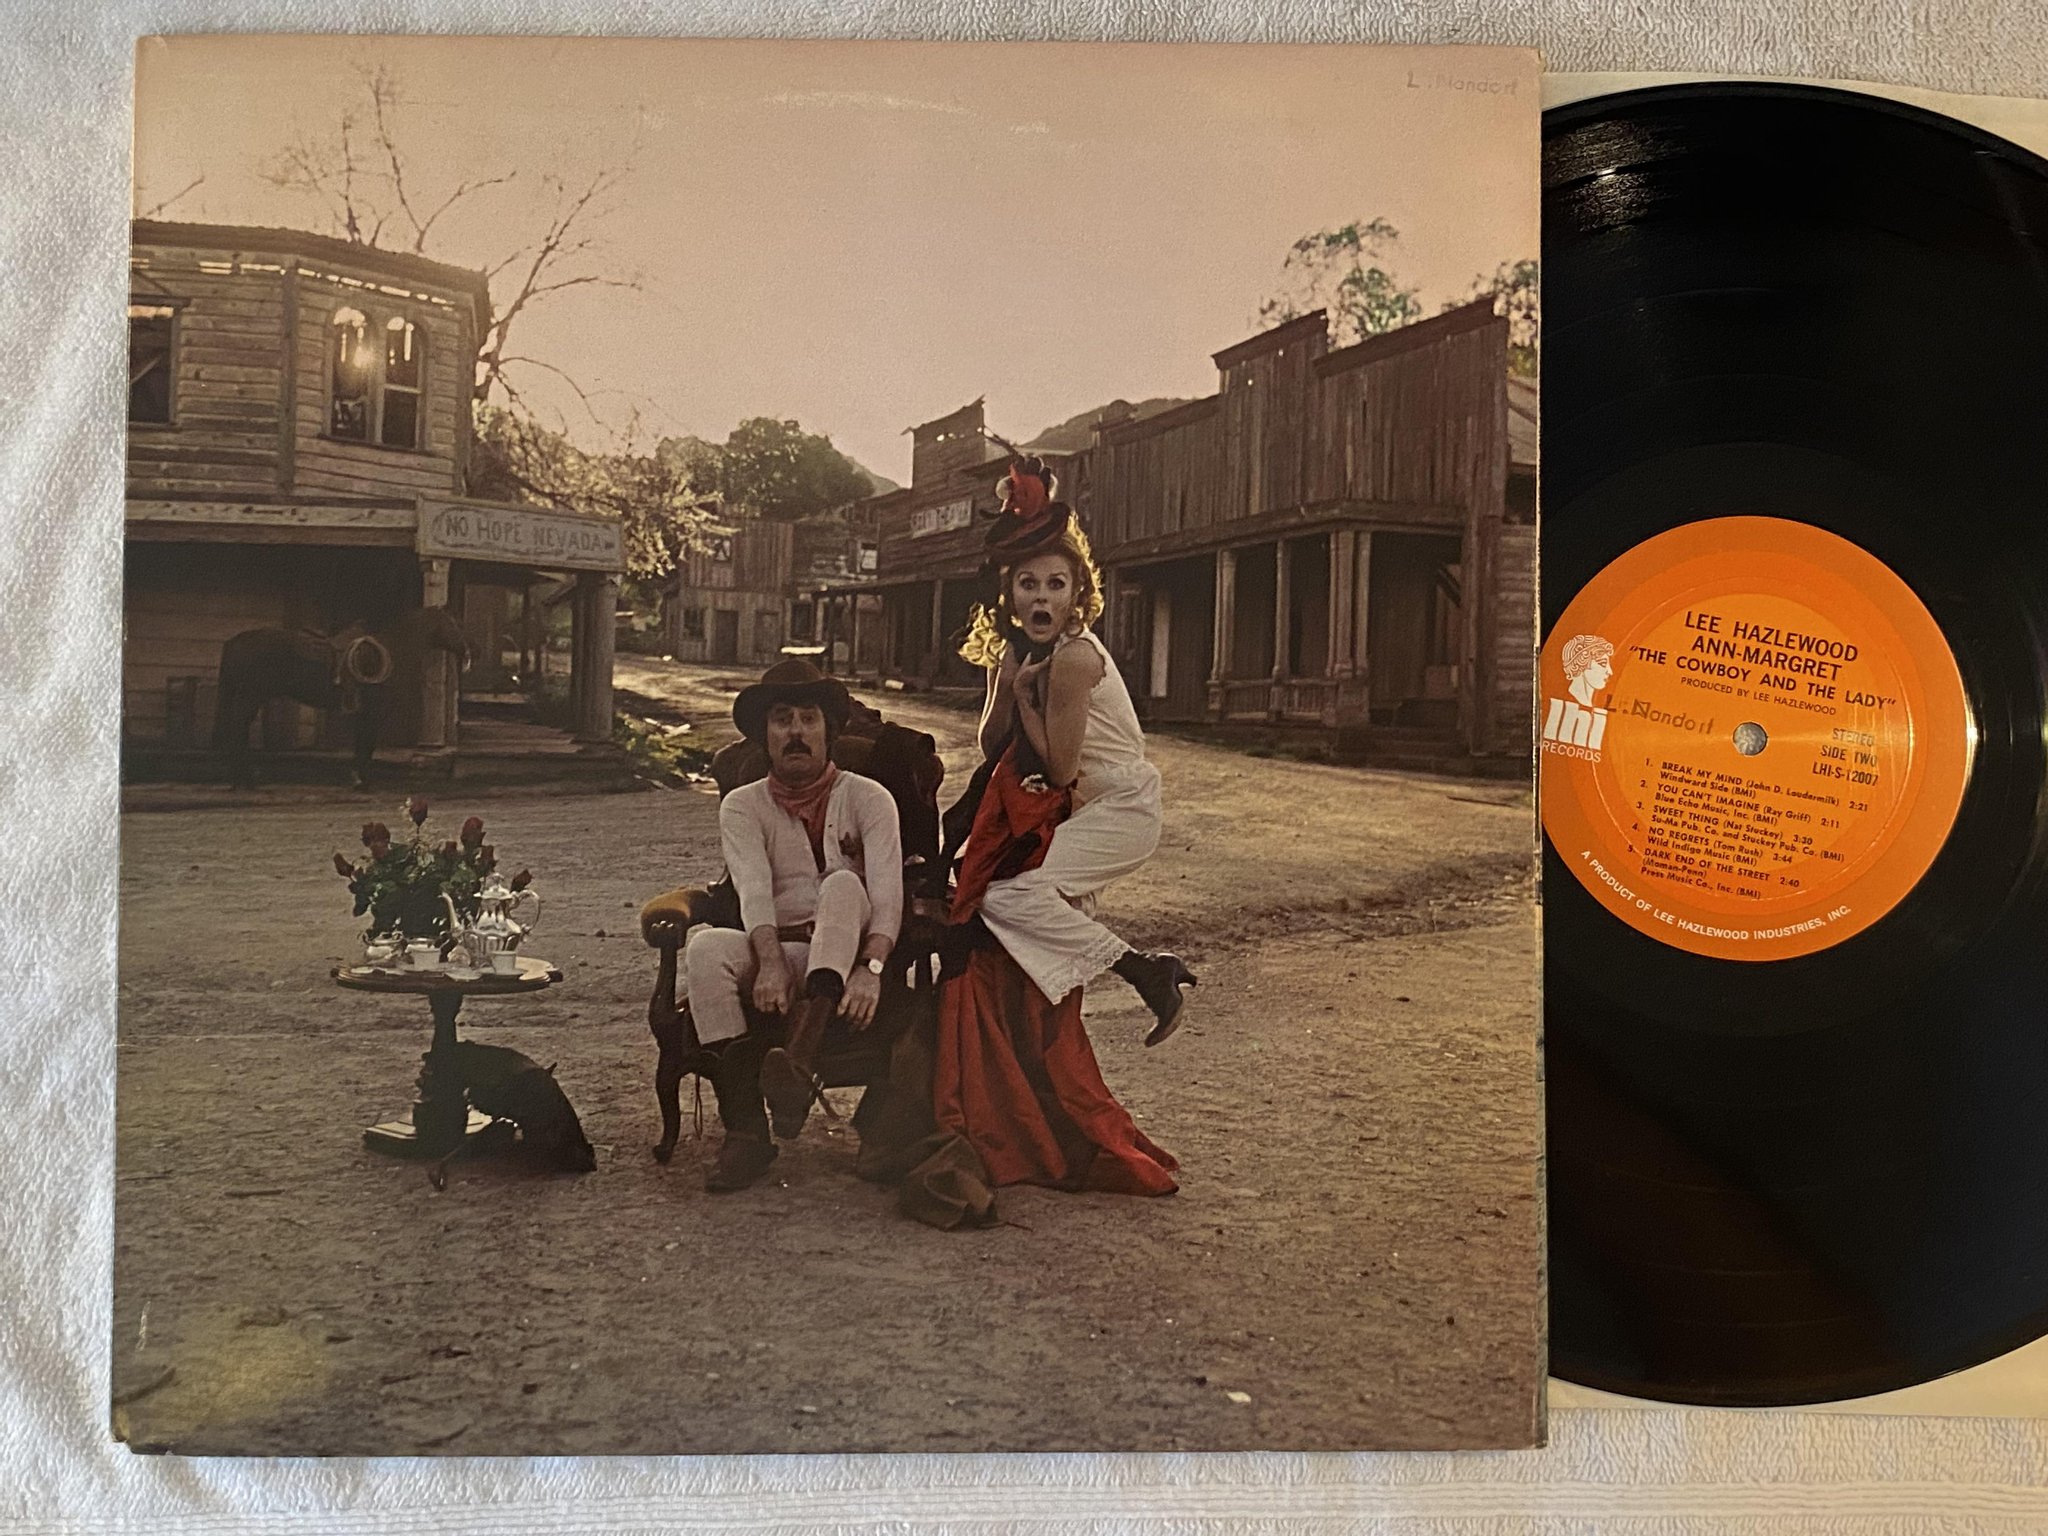 L. Nandort
NO HOPE NEVADA
LEE HAZLEWOOD
ANN-MARGRET
"THE COWBOY AND THE LADY"
PRODUCED BY LEE HAZLEWOOD
lhi
RECORDS
L. Nandort
STEREO
SIDE TWO
LHI-S-12007
1. BREAK MY MIND (John D. Loudermilk) 2:21
Windward Side (BMI)
2. YOU CAN'T IMAGINE (Ray Griff) 2:11
Blue Echo Music, Inc. (BMI)
3. SWEET THING (Nat Stuckey) 3:30
Su-Ma Pub. Co. and Stuckey Pub. Co. (BMI)
4. NO REGRETS (Tom Rush) 3:44
Wild Indigo Music (BMI)
5. DARK END OF THE STREET 2:40
(Moman-Penn)
Press Music Co., Inc. (BMI)
A PRODUCT OF LEE HAZLEWOOD INDUSTRIES, INC.